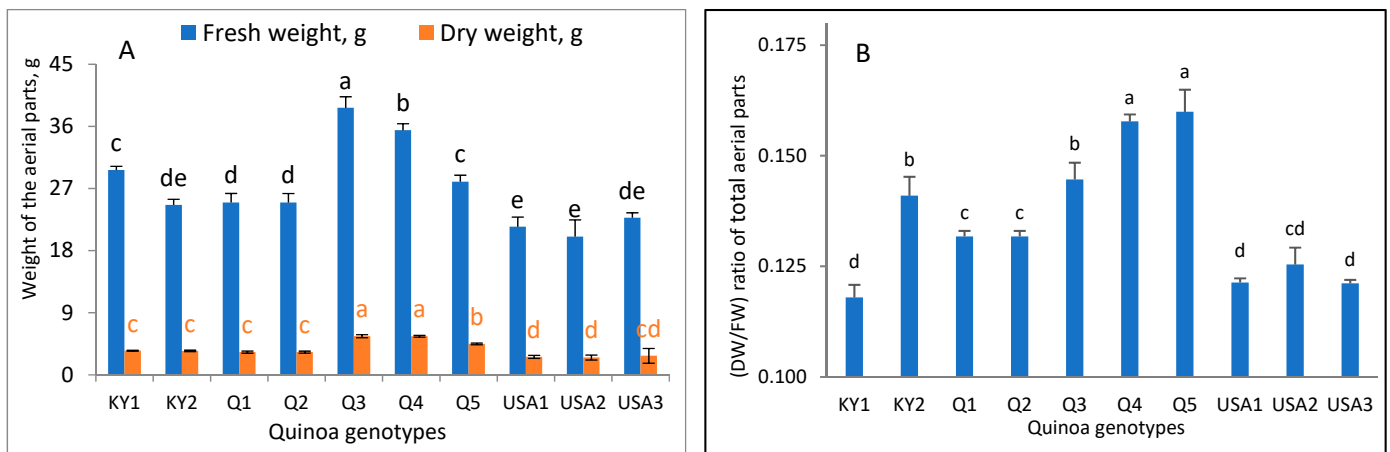 A
Fresh weight, g
Dry weight, g
Weight of the aerial parts, g
45
36
27
18
9
0
c
de
d
d
a
b
c
e
e
de
c
c
c
c
a
a
b
d
d
cd
KY1 KY2 Q1 Q2 Q3 Q4 Q5 USA1 USA2 USA3
Quinoa genotypes
B
(DW/FW) ratio of total aerial parts
0.175
0.150
0.125
0.100
d
b
c
c
b
a
a
d
cd
d
KY1 KY2 Q1 Q2 Q3 Q4 Q5 USA1 USA2 USA3
Quinoa genotypes